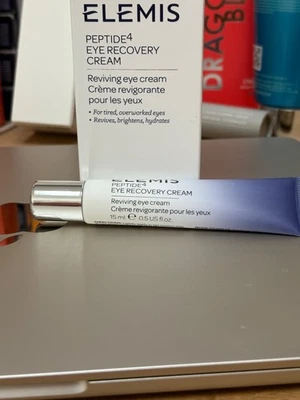 ELEMIS
PEPTIDE4
EYE RECOVERY
CREAM
Reviving eye cream
Crème revigorante
pour les yeux
• For tired, overworked eyes
• Revives, brightens, hydrates
DRAGO
BL
ELEMIS
PEPTIDE4
EYE RECOVERY CREAM
Reviving eye cream
Crème revigorante pour les yeux
15 ml ℮ 0.5 US fl.oz.